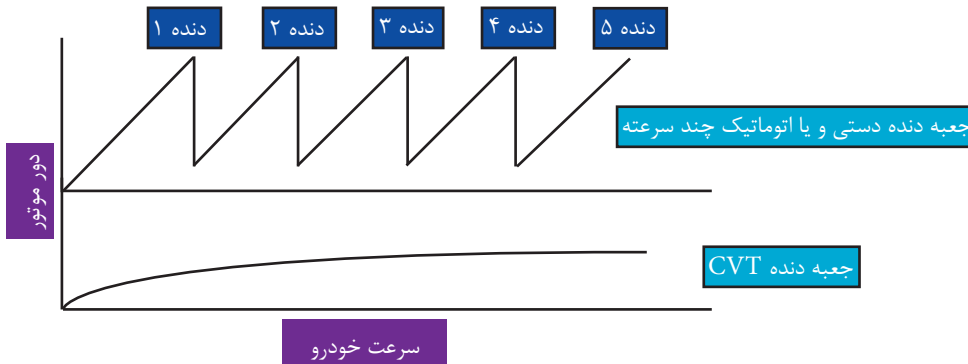 دنده ۱
دنده ۲
دنده ۳
دنده ۴
دنده ۵
جعبه دنده دستی و یا اتوماتیک چند سرعته
دور موتور
جعبه دنده CVT
سرعت خودرو